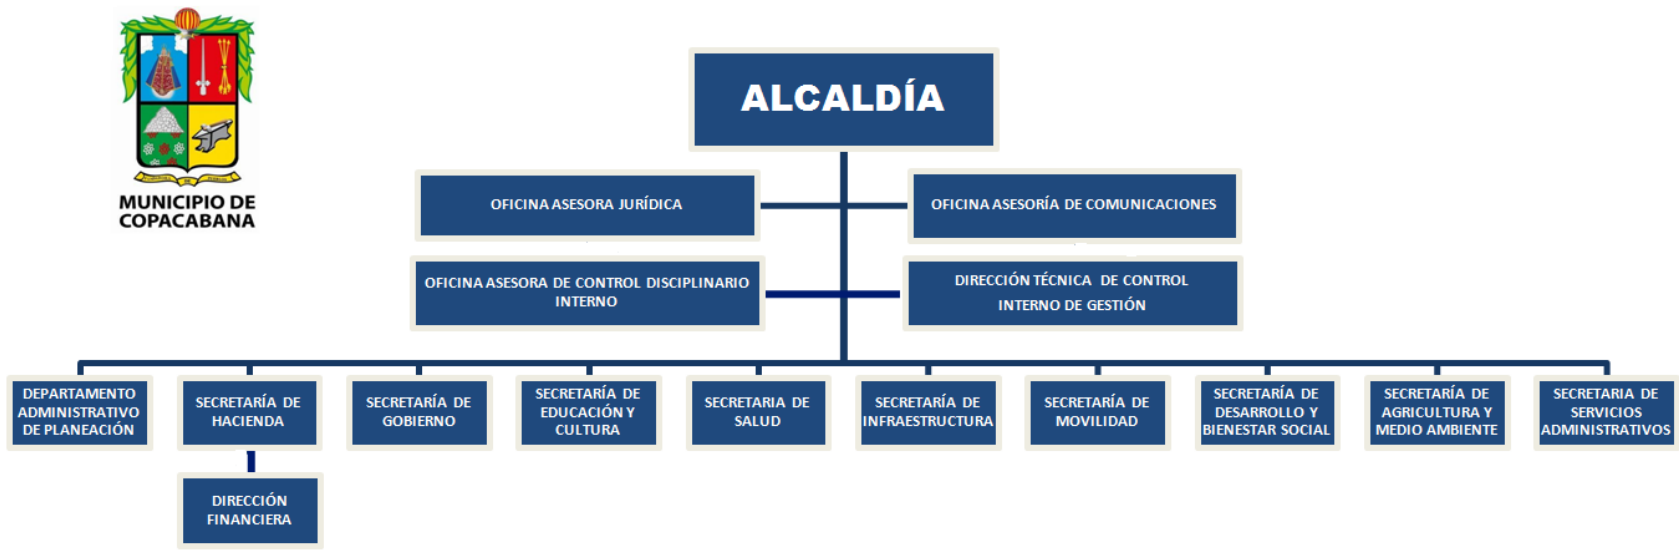 MUNICIPIO DE
COPACABANA
ALCALDÍA
OFICINA ASESORA JURÍDICA
OFICINA ASESORÍA DE COMUNICACIONES
OFICINA ASESORA DE CONTROL DISCIPLINARIO
INTERNO
DIRECCIÓN TÉCNICA DE CONTROL
INTERNO DE GESTIÓN
DEPARTAMENTO
ADMINISTRATIVO
DE PLANEACIÓN
SECRETARÍA DE
HACIENDA
SECRETARÍA DE
GOBIERNO
SECRETARÍA DE
EDUCACIÓN Y
CULTURA
SECRETARIA DE
SALUD
SECRETARÍA DE
INFRAESTRUCTURA
SECRETARÍA DE
MOVILIDAD
SECRETARÍA DE
DESARROLLO Y
BIENESTAR SOCIAL
SECRETARÍA DE
AGRICULTURA Y
MEDIO AMBIENTE
SECRETARIA DE
SERVICIOS
ADMINISTRATIVOS
DIRECCIÓN
FINANCIERA